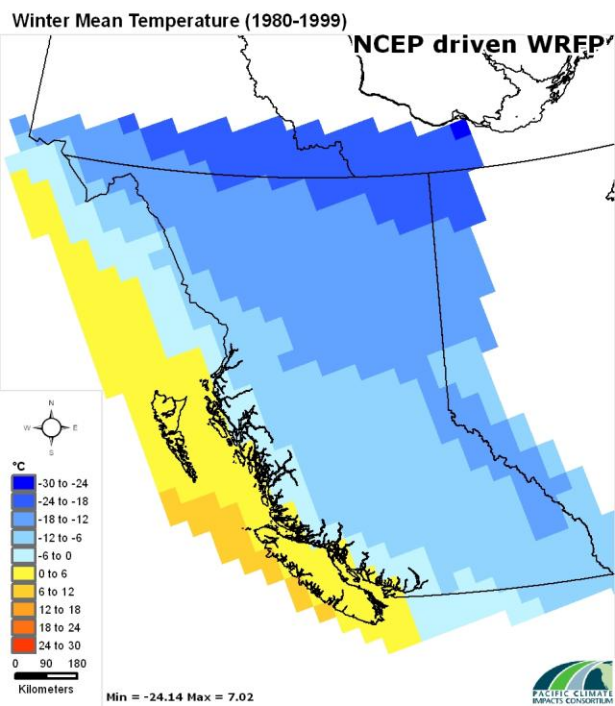 Winter Mean Temperature (1980-1999)
NCEP driven WRFP
N
W E
S
°C
-30 to -24
-24 to -18
-18 to -12
-12 to -6
-6 to 0
0 to 6
6 to 12
12 to 18
18 to 24
24 to 30
0 90 180
Kilometers
Min = -24.14 Max = 7.02
PACIFIC CLIMATE
IMPACTS CONSORTIUM